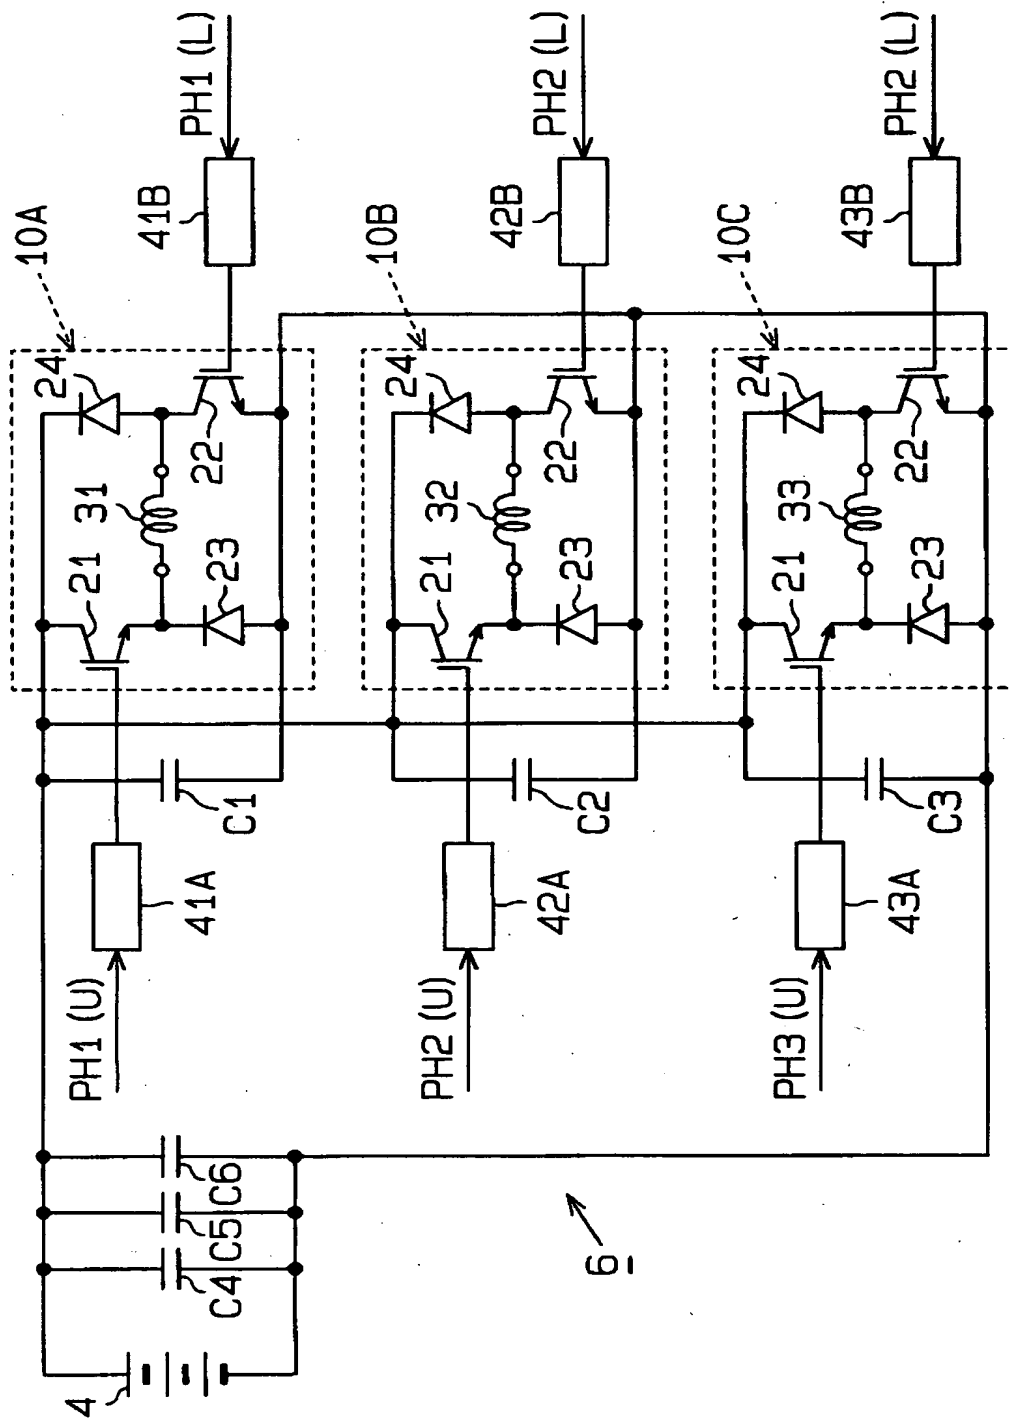 10A
24
31
21
22
23
41B
PH1 (L)
C1
41A
PH1 (U)
10B
24
32
21
22
23
42B
PH2 (L)
C2
42A
PH2 (U)
10C
24
33
21
22
23
43B
PH2 (L)
C3
43A
PH3 (U)
C6
C5
C4
4
6